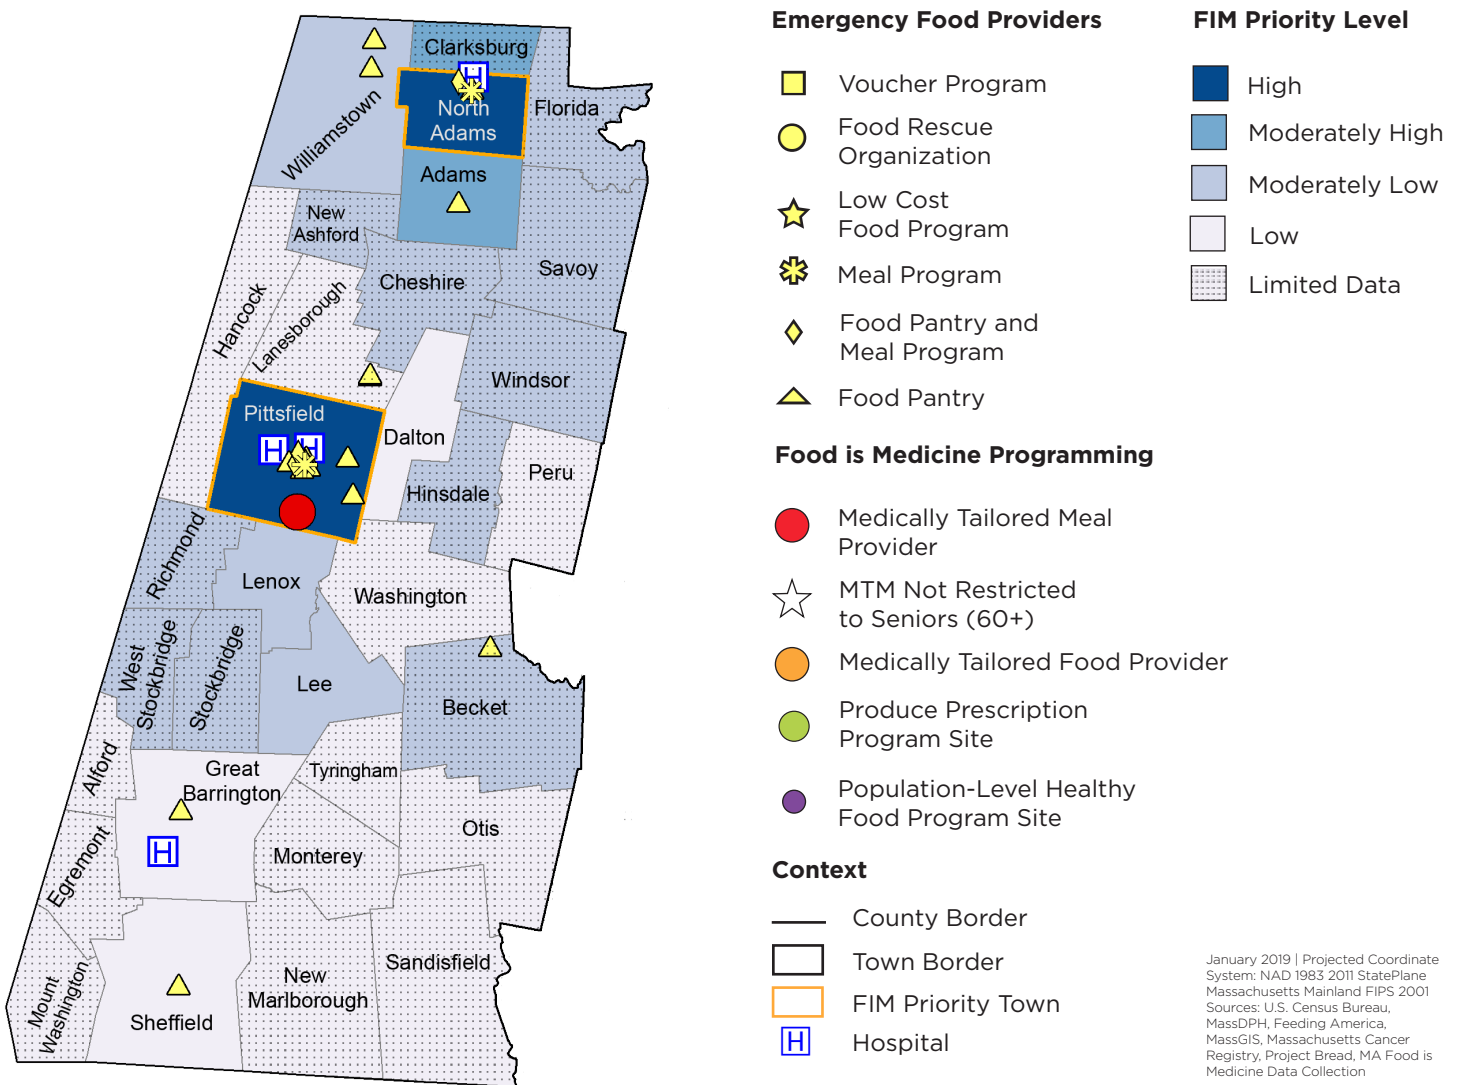 Clarksburg
North
Adams
Florida
Williamstown
Adams
New
Ashford
Savoy
Cheshire
Hancock
Lanesborough
Windsor
Pittsfield
H
H
H
Dalton
Peru
Hinsdale
Richmond
Lenox
Washington
West
Stockbridge
Stockbridge
Lee
Becket
Alford
Great
Barrington
Tyringham
Otis
H
Egremont
Monterey
Sandisfield
New
Marlborough
Mount
Washington
Sheffield
Emergency Food Providers
Voucher Program
Food Rescue
Organization
Low Cost
Food Program
Meal Program
Food Pantry and
Meal Program
Food Pantry
FIM Priority Level
High
Moderately High
Moderately Low
Low
Limited Data
Food is Medicine Programming
Medically Tailored Meal
Provider
MTM Not Restricted
to Seniors (60+)
Medically Tailored Food Provider
Produce Prescription
Program Site
Population-Level Healthy
Food Program Site
Context
County Border
Town Border
FIM Priority Town
H Hospital
January 2019 | Projected Coordinate
System: NAD 1983 2011 StatePlane
Massachusetts Mainland FIPS 2001
Sources: U.S. Census Bureau,
MassDPH, Feeding America,
MassGIS, Massachusetts Cancer
Registry, Project Bread, MA Food is
Medicine Data Collection